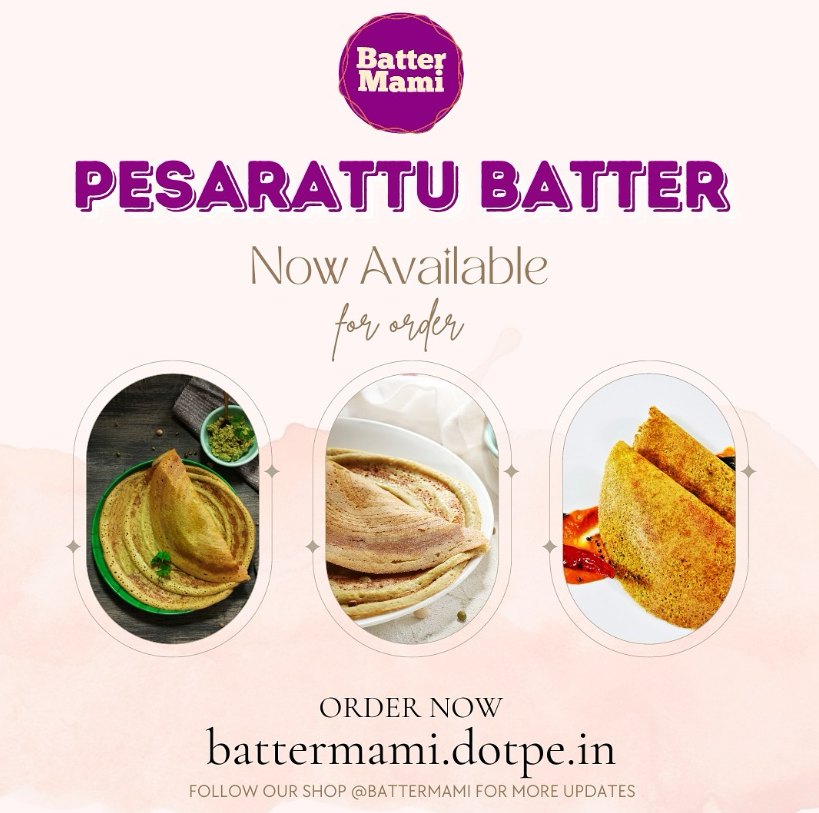 Batter
Mami
PESARATTU BATTER
Now Available
for order
ORDER NOW
battermami.dotpe.in
FOLLOW OUR SHOP @BATTERMAMI FOR MORE UPDATES